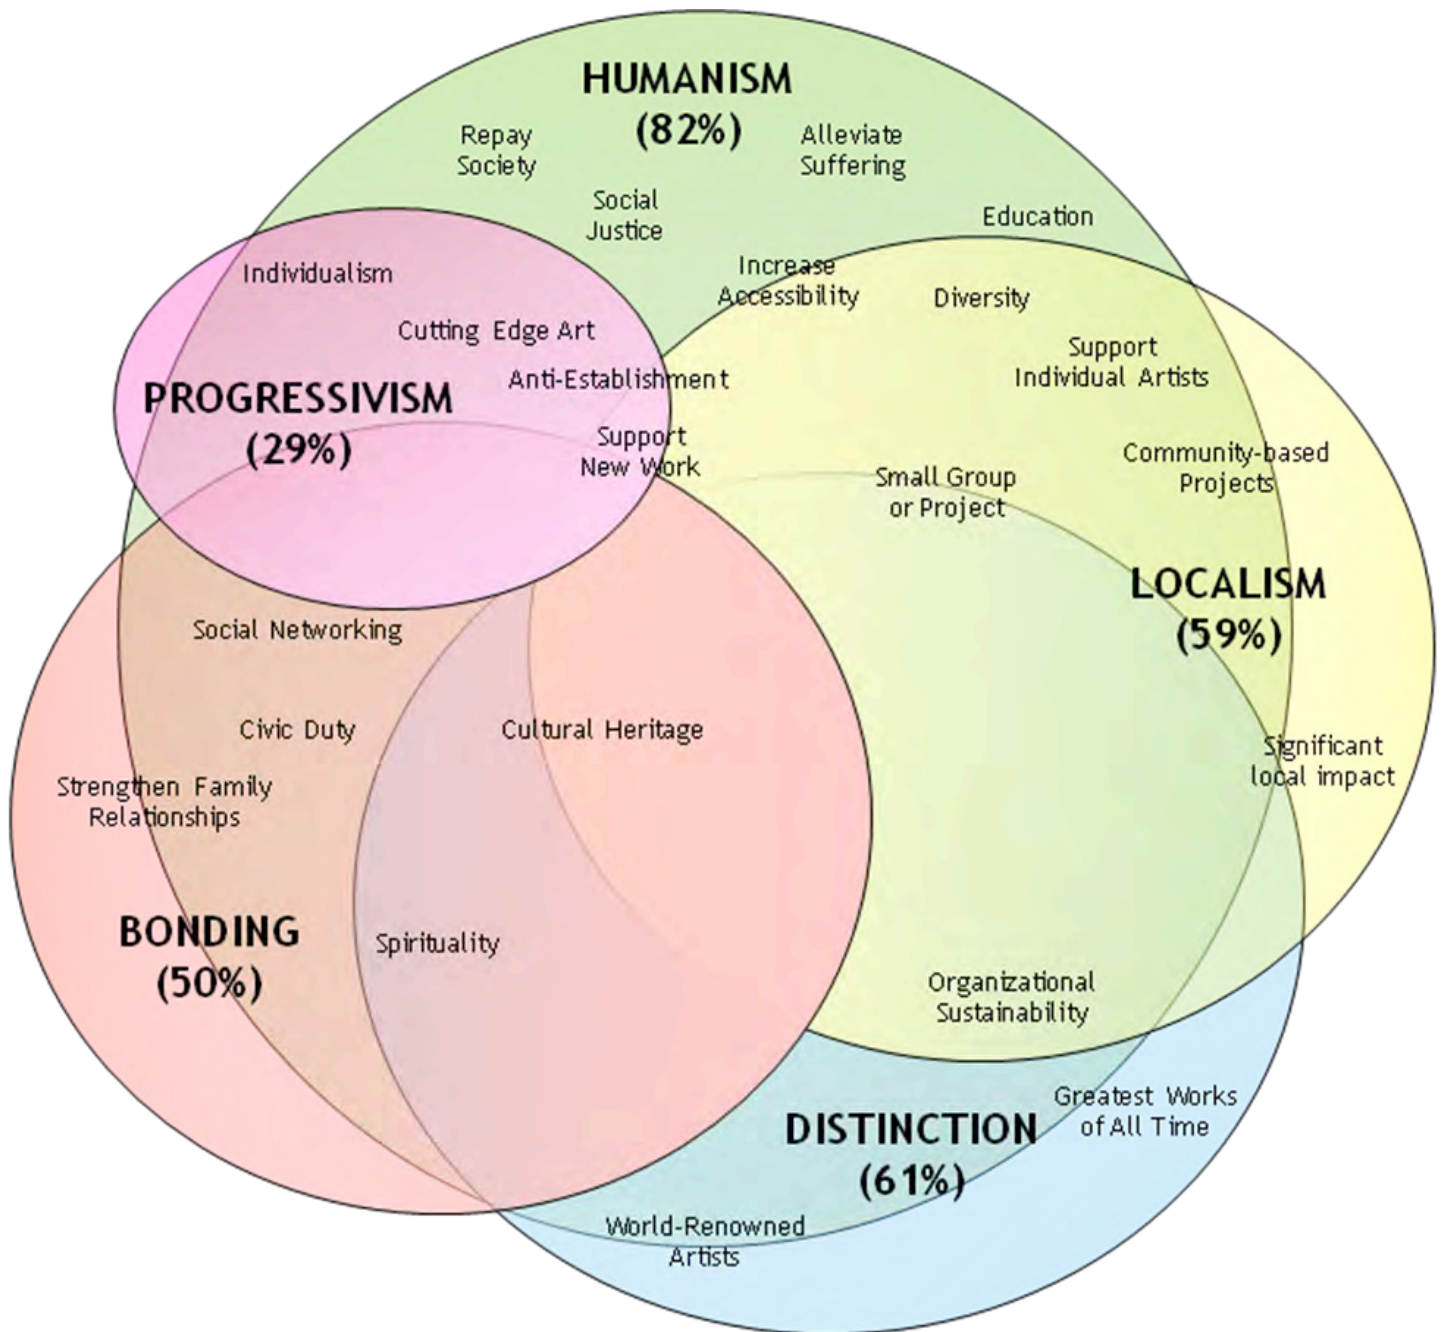 HUMANISM
(82%)
Repay
Society
Alleviate
Suffering
Social
Justice
Education
Increase
Accessibility
Diversity
Individualism
Cutting Edge Art
Support
Individual Artists
Anti-Establishment
PROGRESSIVISM
(29%)
Support
New Work
Community-based
Projects
Small Group
or Project
LOCALISM
(59%)
Social Networking
Civic Duty
Cultural Heritage
Significant
local impact
Strengthen Family
Relationships
BONDING
(50%)
Spirituality
Organizational
Sustainability
Greatest Works
of All Time
DISTINCTION
(61%)
World-Renowned
Artists